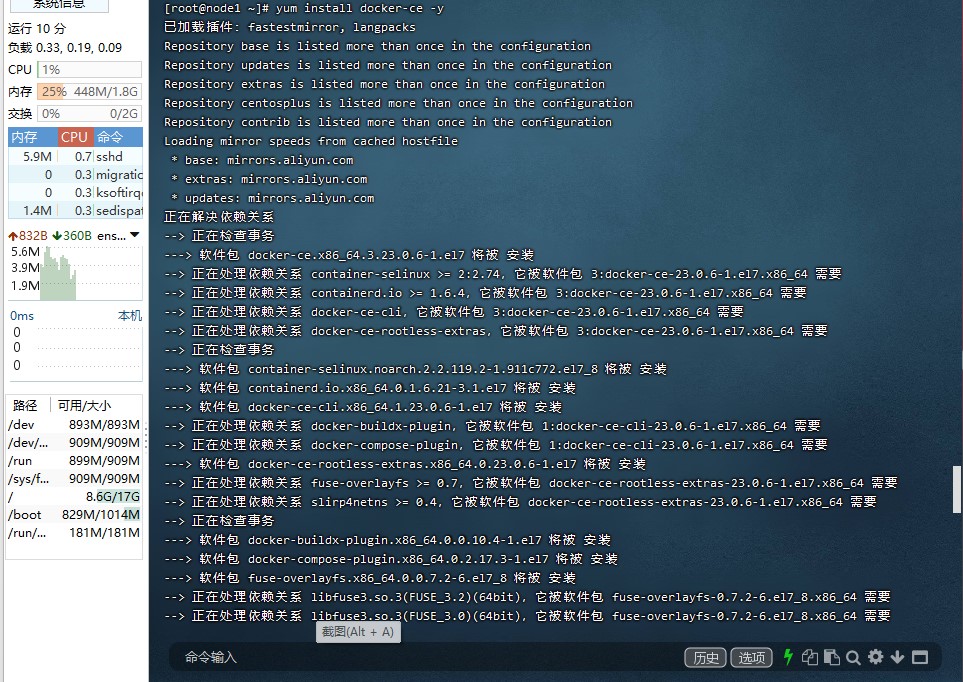 系统信息
运行 10 分
负载 0.33, 0.19, 0.09
CPU 1%
内存 25% 448M/1.8G
交换 0% 0/2G
内存 CPU 命令
5.9M 0.7 sshd
0 0.3 migratic
0 0.3 ksoftirq
1.4M 0.3 sedispat
832B 360B ens...
5.6M
3.9M
1.9M
0ms 本机
0
0
0
路径 可用/大小
/dev 893M/893M
/dev/... 909M/909M
/run 899M/909M
/sys/f... 909M/909M
/ 8.6G/17G
/boot 829M/1014M
/run/... 181M/181M
[root@node1 ~]# yum install docker-ce -y
已加载插件: fastestmirror, langpacks
Repository base is listed more than once in the configuration
Repository updates is listed more than once in the configuration
Repository extras is listed more than once in the configuration
Repository centosplus is listed more than once in the configuration
Repository contrib is listed more than once in the configuration
Loading mirror speeds from cached hostfile
* base: mirrors.aliyun.com
* extras: mirrors.aliyun.com
* updates: mirrors.aliyun.com
正在解决依赖关系
--> 正在检查事务
---> 软件包 docker-ce.x86_64.3.23.0.6-1.el7 将被 安装
--> 正在处理依赖关系 container-selinux >= 2:2.74, 它被软件包 3:docker-ce-23.0.6-1.el7.x86_64 需要
--> 正在处理依赖关系 containerd.io >= 1.6.4, 它被软件包 3:docker-ce-23.0.6-1.el7.x86_64 需要
--> 正在处理依赖关系 docker-ce-cli, 它被软件包 3:docker-ce-23.0.6-1.el7.x86_64 需要
--> 正在处理依赖关系 docker-ce-rootless-extras, 它被软件包 3:docker-ce-23.0.6-1.el7.x86_64 需要
--> 正在检查事务
---> 软件包 container-selinux.noarch.2.2.119.2-1.911c772.el7_8 将被 安装
---> 软件包 containerd.io.x86_64.0.1.6.21-3.1.el7 将被 安装
---> 软件包 docker-ce-cli.x86_64.1.23.0.6-1.el7 将被 安装
--> 正在处理依赖关系 docker-buildx-plugin, 它被软件包 1:docker-ce-cli-23.0.6-1.el7.x86_64 需要
--> 正在处理依赖关系 docker-compose-plugin, 它被软件包 1:docker-ce-cli-23.0.6-1.el7.x86_64 需要
---> 软件包 docker-ce-rootless-extras.x86_64.0.23.0.6-1.el7 将被 安装
--> 正在处理依赖关系 fuse-overlayfs >= 0.7, 它被软件包 docker-ce-rootless-extras-23.0.6-1.el7.x86_64 需要
--> 正在处理依赖关系 slirp4netns >= 0.4, 它被软件包 docker-ce-rootless-extras-23.0.6-1.el7.x86_64 需要
--> 正在检查事务
---> 软件包 docker-buildx-plugin.x86_64.0.0.10.4-1.el7 将被 安装
---> 软件包 docker-compose-plugin.x86_64.0.2.17.3-1.el7 将被 安装
---> 软件包 fuse-overlayfs.x86_64.0.0.7.2-6.el7_8 将被 安装
--> 正在处理依赖关系 libfuse3.so.3(FUSE_3.2)(64bit), 它被软件包 fuse-overlayfs-0.7.2-6.el7_8.x86_64 需要
--> 正在处理依赖关系 libfuse3.so.3(FUSE_3.0)(64bit), 它被软件包 fuse-overlayfs-0.7.2-6.el7_8.x86_64 需要
截图(Alt + A)
命令输入 历史 选项